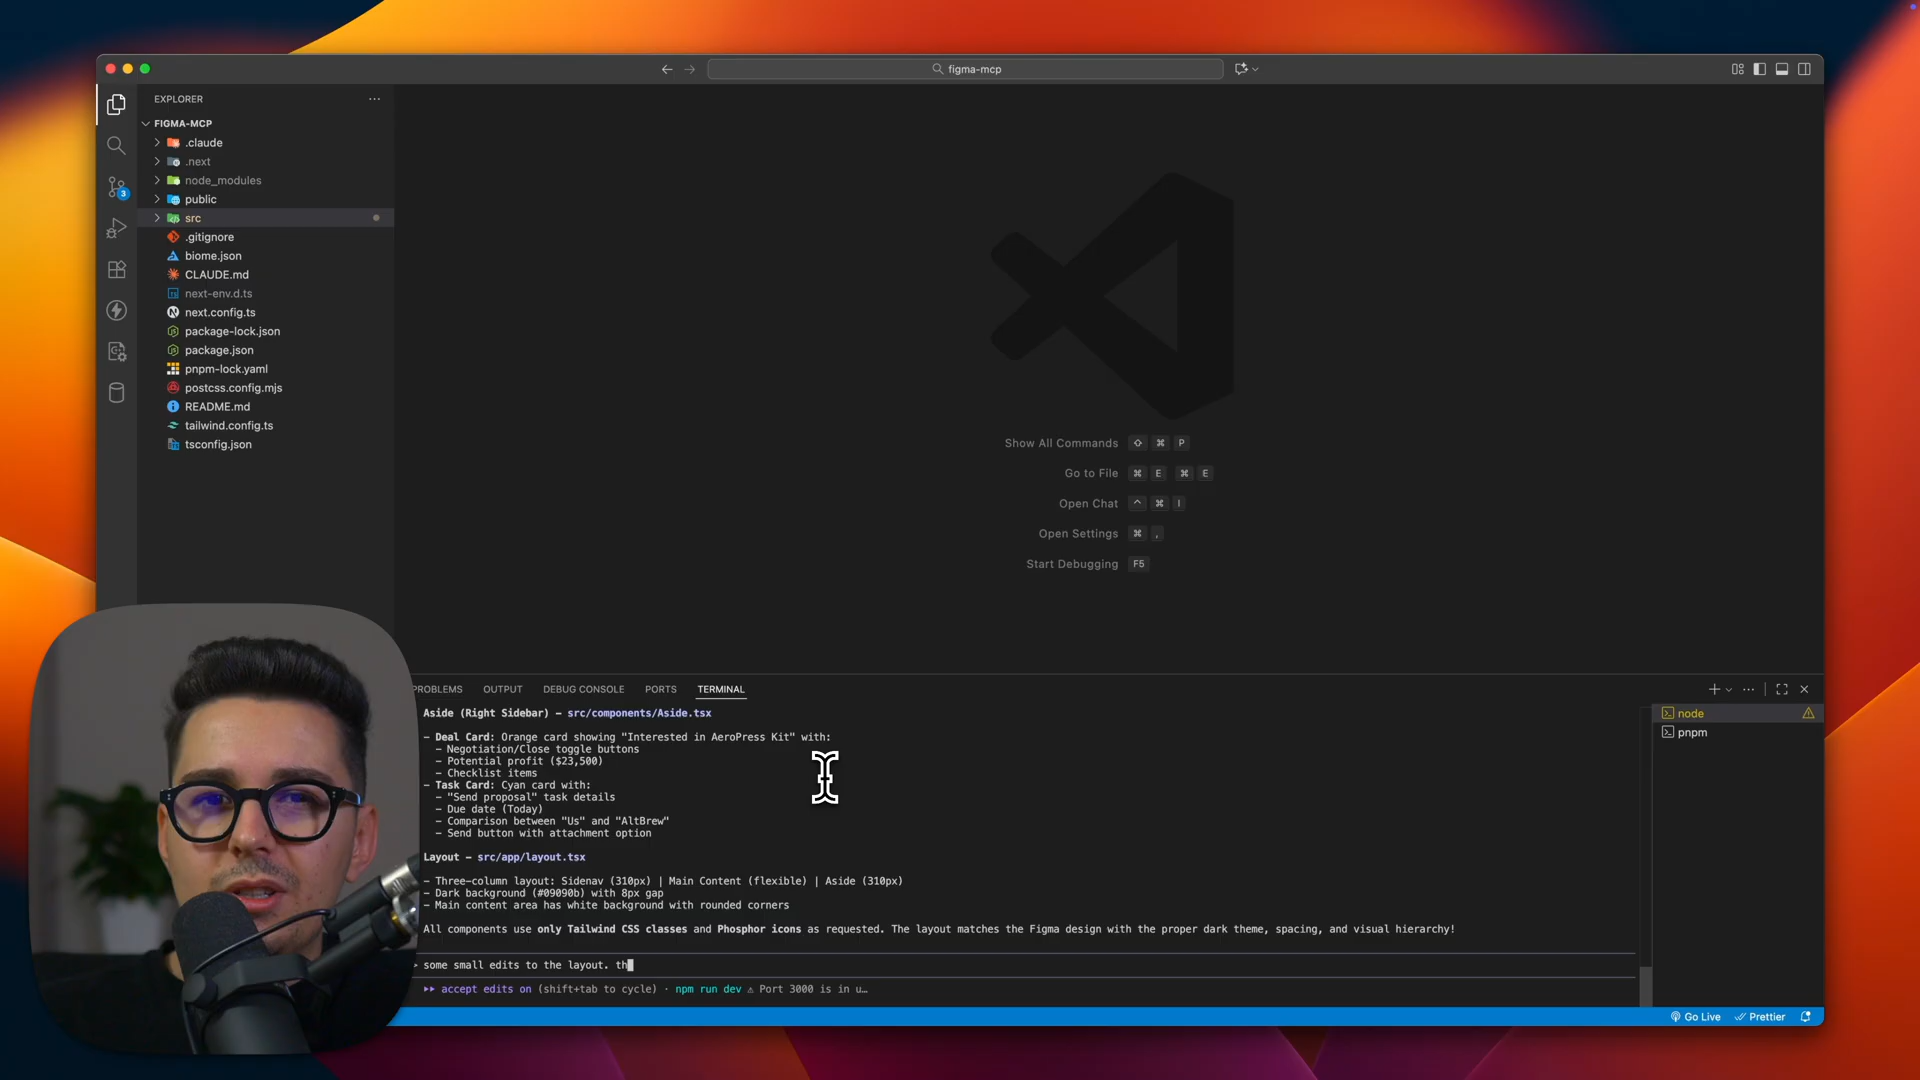 figma-mcp
EXPLORER
FIGMA-MCP
.claude
.next
node_modules
public
src
.gitignore
biome.json
CLAUDE.md
next-env.d.ts
next.config.ts
package-lock.json
package.json
pnpm-lock.yaml
postcss.config.mjs
README.md
tailwind.config.ts
tsconfig.json
3
Show All Commands ⇧ ⌘ P
Go to File ⌘ E ⌘ E
Open Chat ^ ⌘ I
Open Settings ⌘ ,
Start Debugging F5
PROBLEMS OUTPUT DEBUG CONSOLE PORTS TERMINAL
Aside (Right Sidebar) – src/components/Aside.tsx
– Deal Card: Orange card showing "Interested in AeroPress Kit" with:
– Negotiation/Close toggle buttons
– Potential profit ($23,500)
– Checklist items
– Task Card: Cyan card with:
– "Send proposal" task details
– Due date (Today)
– Comparison between "Us" and "AltBrew"
– Send button with attachment option
Layout – src/app/layout.tsx
– Three-column layout: Sidenav (310px) | Main Content (flexible) | Aside (310px)
– Dark background (#09090b) with 8px gap
– Main content area has white background with rounded corners
All components use only Tailwind CSS classes and Phosphor icons as requested. The layout matches the Figma design with the proper dark theme, spacing, and visual hierarchy!
some small edits to the layout. th
⏵⏵ accept edits on (shift+tab to cycle) · npm run dev ⚠ Port 3000 is in u…
node
pnpm
Go Live Prettier